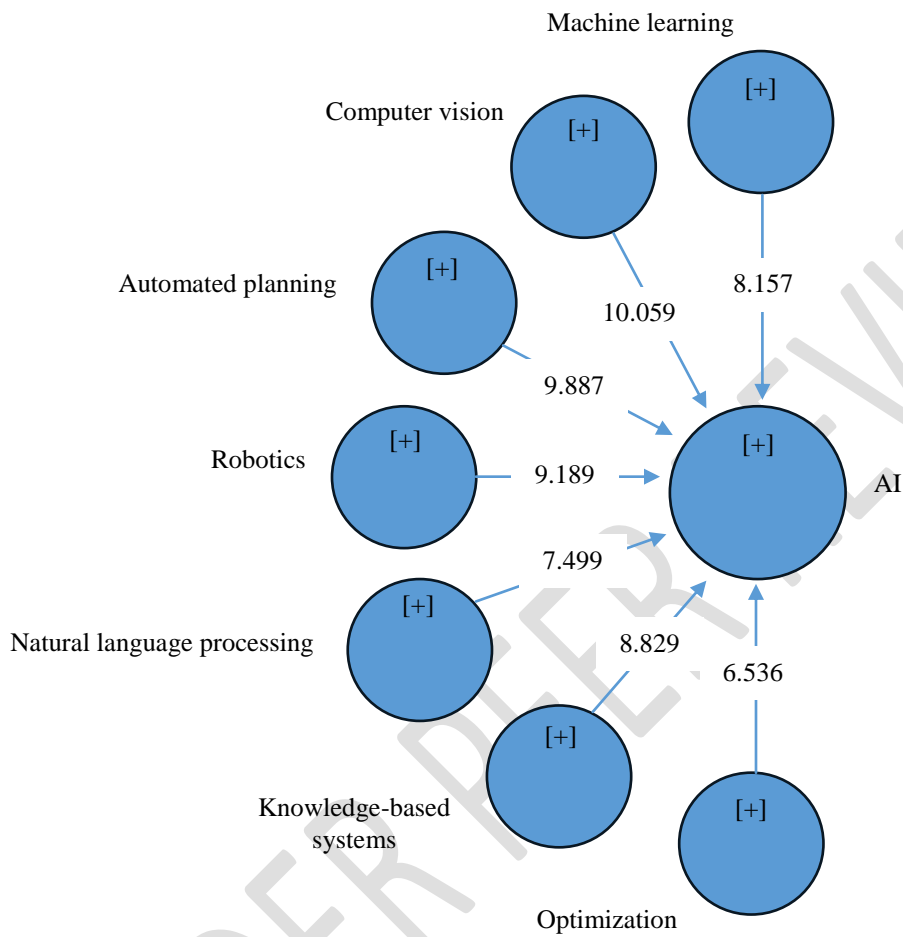 Machine learning
[+]
Computer vision
[+]
Automated planning
[+]
8.157
10.059
9.887
Robotics
[+]
9.189
[+]
AI
7.499
Natural language processing
[+]
8.829
6.536
Knowledge-based
systems
[+]
[+]
Optimization